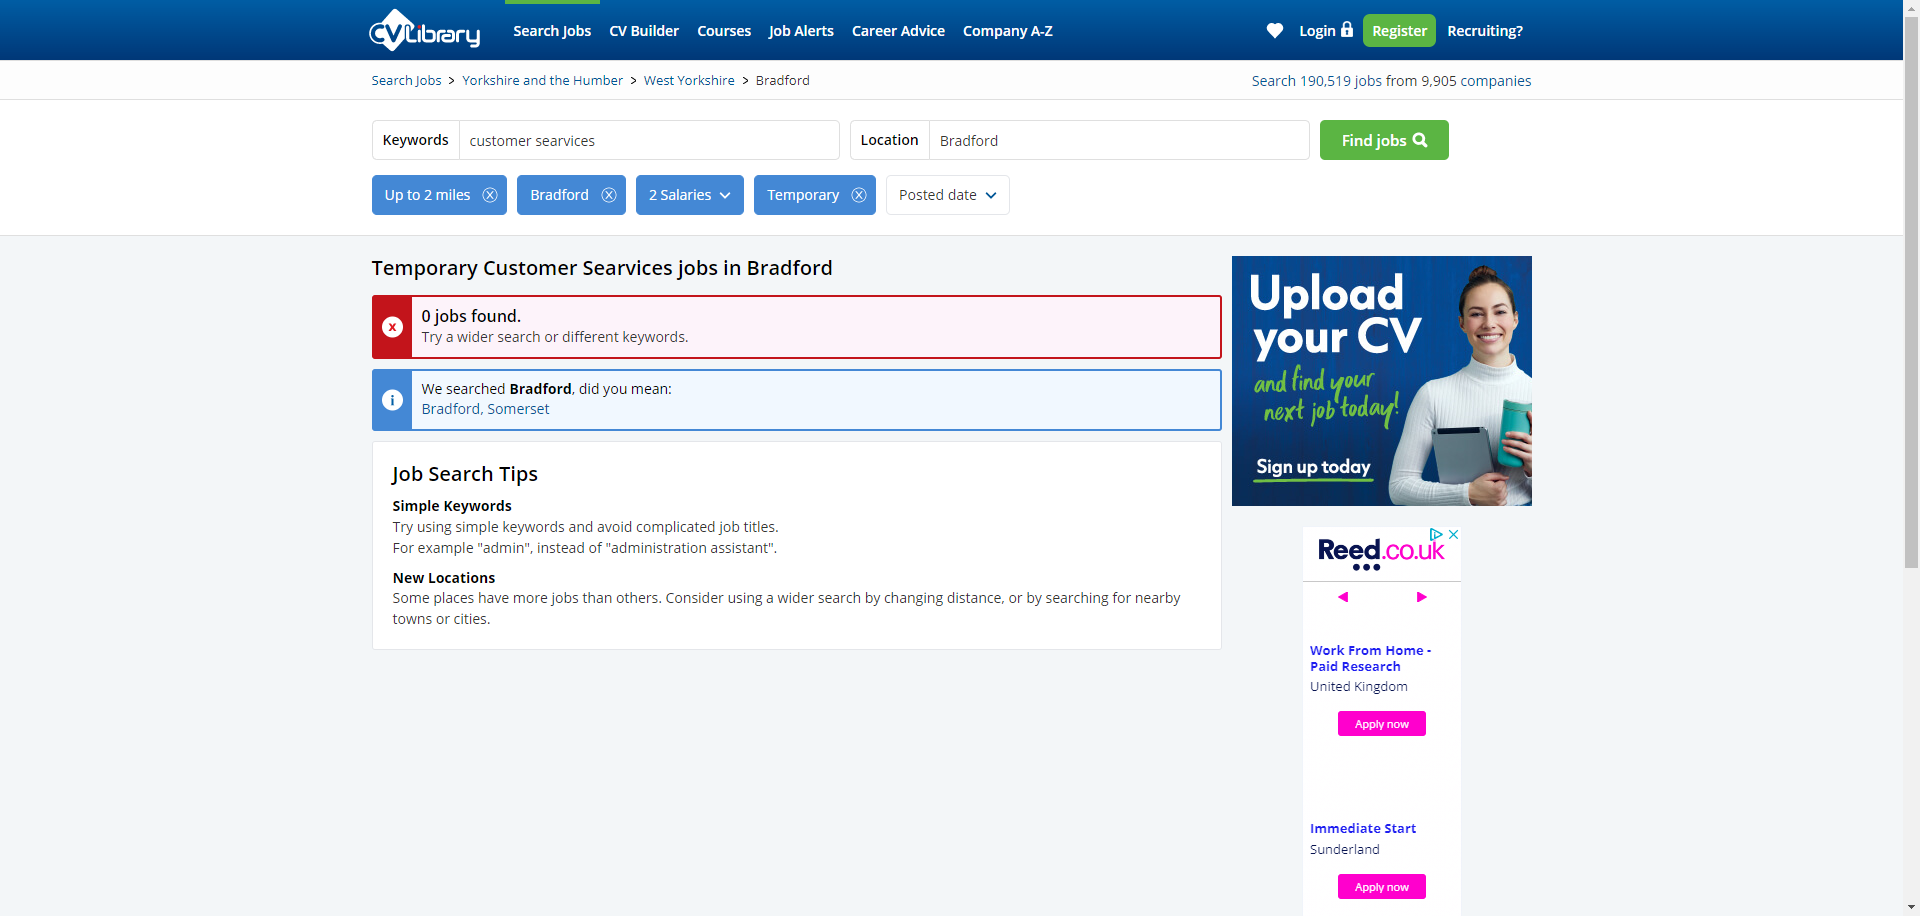 CVLibrary
Search Jobs CV Builder Courses Job Alerts Career Advice Company A-Z Login Register Recruiting?
Search Jobs > Yorkshire and the Humber > West Yorkshire > Bradford
Search 190,519 jobs from 9,905 companies
Keywords customer searvices Location Bradford Find jobs
Up to 2 miles Bradford 2 Salaries Temporary Posted date
Temporary Customer Searvices jobs in Bradford
0 jobs found.
Try a wider search or different keywords.
We searched Bradford, did you mean:
Bradford, Somerset
Job Search Tips
Simple Keywords
Try using simple keywords and avoid complicated job titles.
For example "admin", instead of "administration assistant".
New Locations
Some places have more jobs than others. Consider using a wider search by changing distance, or by searching for nearby
towns or cities.
Upload
your CV
and find your
next job today!
Sign up today
Reed.co.uk
Work From Home -
Paid Research
United Kingdom
Apply now
Immediate Start
Sunderland
Apply now